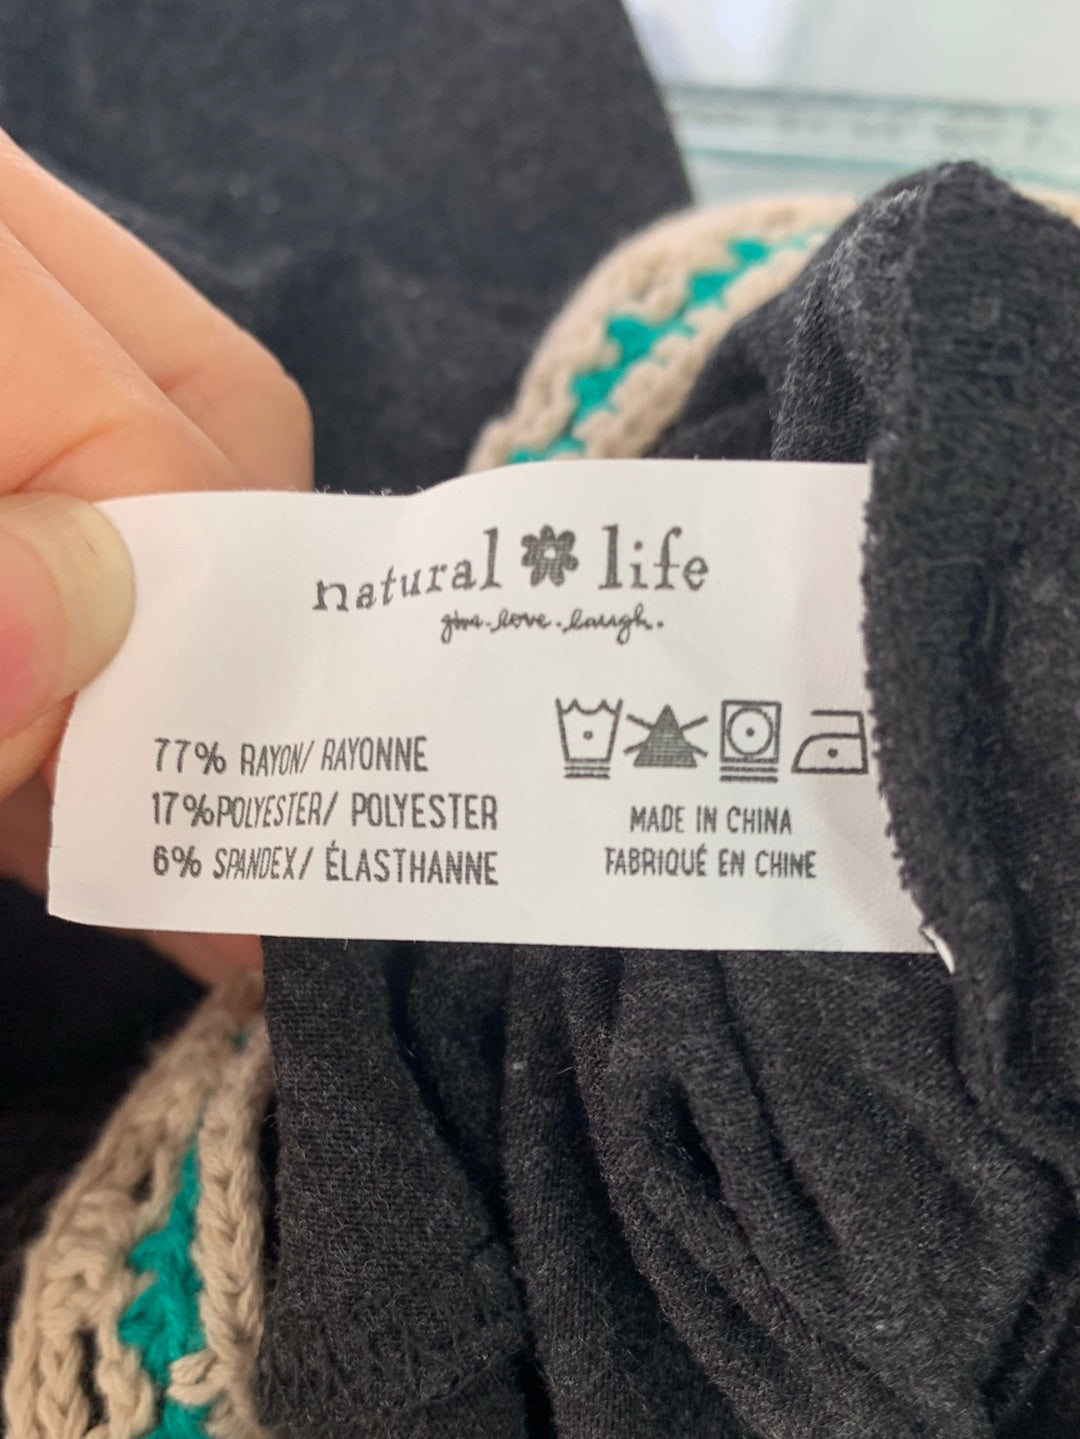 natural life
give.love.laugh.
77% RAYON/ RAYONNE
17%POLYESTER/ POLYESTER
6% SPANDEX/ ÉLASTHANNE
MADE IN CHINA
FABRIQUÉ EN CHINE